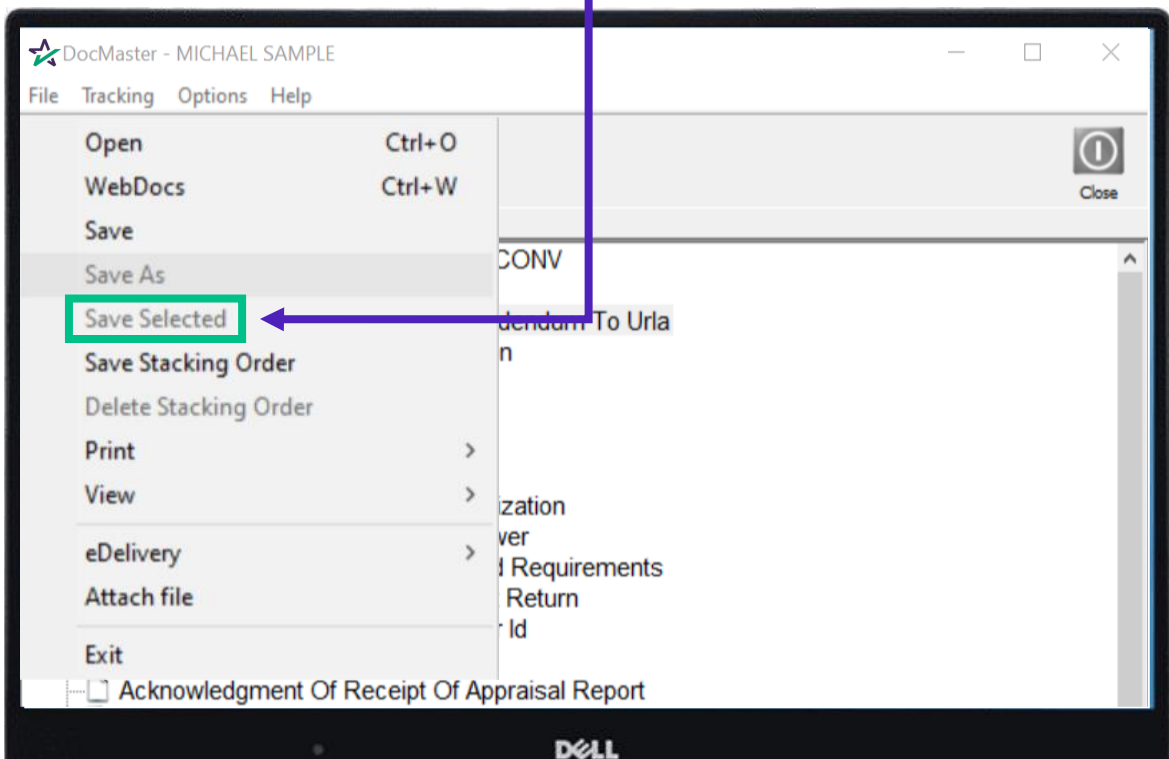 DocMaster - MICHAEL SAMPLE
File Tracking Options Help
Open Ctrl+O
WebDocs Ctrl+W
Close
Save
CONV
Save As
Save Selected
dendum To Urla
Save Stacking Order
n
Delete Stacking Order
Print
View
ization
ver
eDelivery
d Requirements
Attach file
Return
r Id
Exit
Acknowledgment Of Receipt Of Appraisal Report
DELL